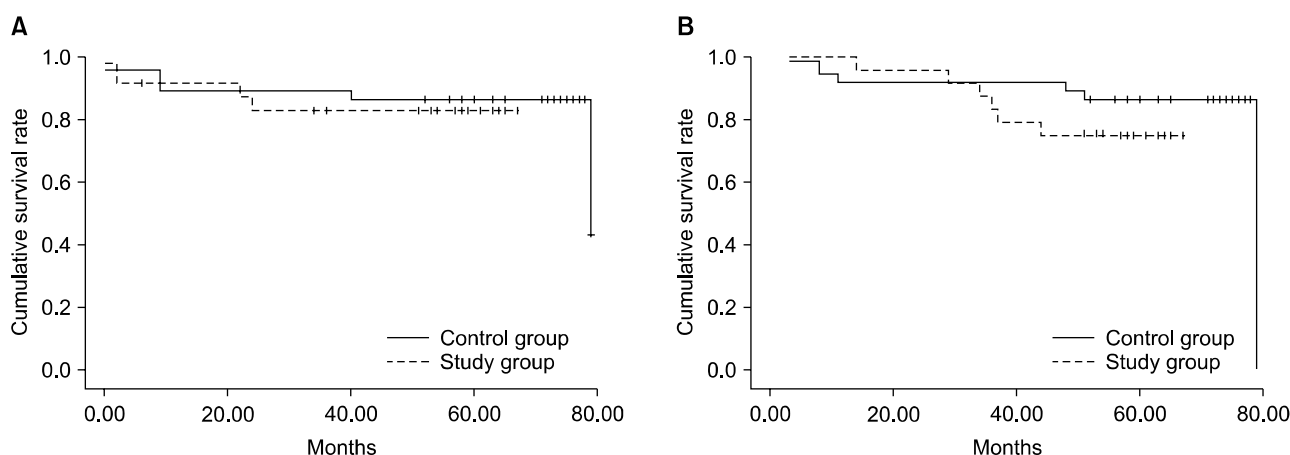 A
1.0
0.8
0.6
0.4
0.2
0.0
Cumulative survival rate
Control group
Study group
0.00 20.00 40.00 60.00 80.00
Months
B
1.0
0.8
0.6
0.4
0.2
0.0
Cumulative survival rate
Control group
Study group
0.00 20.00 40.00 60.00 80.00
Months